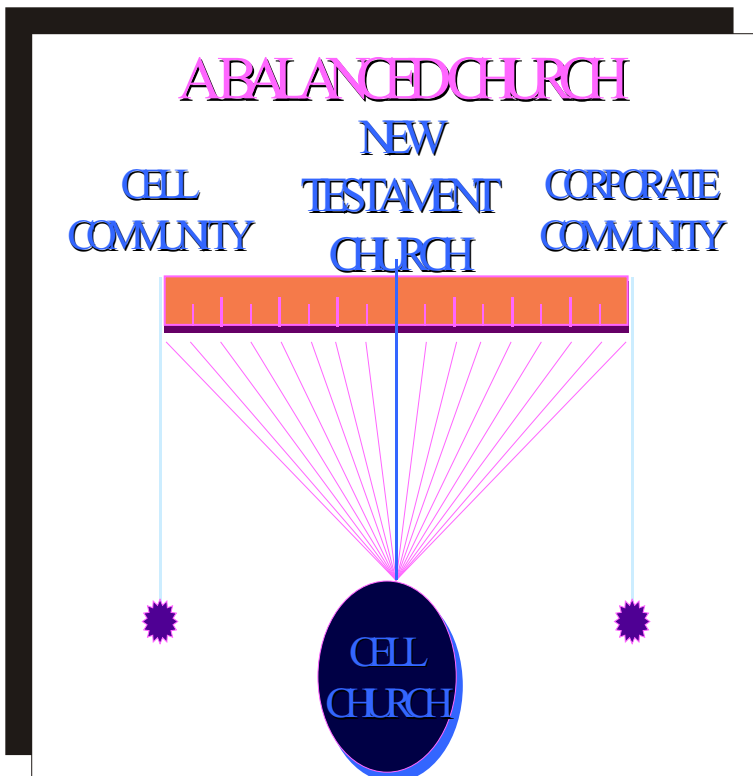 A BALANCED CHURCH
NEW
TESTAMENT
CHURCH
CELL
COMMUNITY
CORPORATE
COMMUNITY
CELL
CHURCH